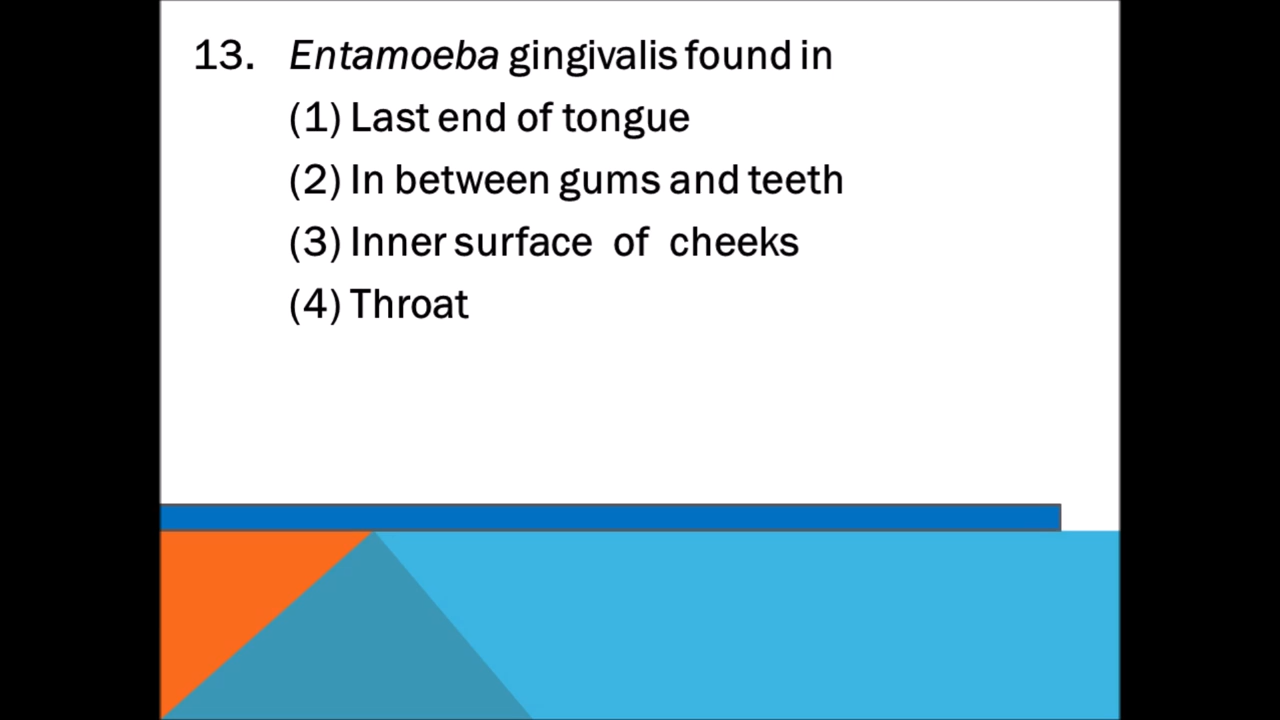 13. Entamoeba gingivalis found in
(1) Last end of tongue
(2) In between gums and teeth
(3) Inner surface of cheeks
(4) Throat